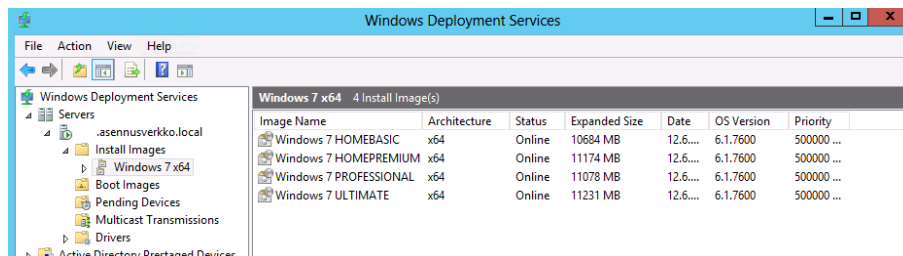 Windows Deployment Services
File Action View Help
Windows Deployment Services
Servers
.asennusverkko.local
Install Images
Windows 7 x64
Boot Images
Pending Devices
Multicast Transmissions
Drivers
Active Directory Prestaged Devices
Windows 7 x64 4 Install Image(s)
Image Name Architecture Status Expanded Size Date OS Version Priority
Windows 7 HOMEBASIC x64 Online 10684 MB 12.6.... 6.1.7600 500000 ...
Windows 7 HOMEPREMIUM x64 Online 11174 MB 12.6.... 6.1.7600 500000 ...
Windows 7 PROFESSIONAL x64 Online 11078 MB 12.6.... 6.1.7600 500000 ...
Windows 7 ULTIMATE x64 Online 11231 MB 12.6.... 6.1.7600 500000 ...